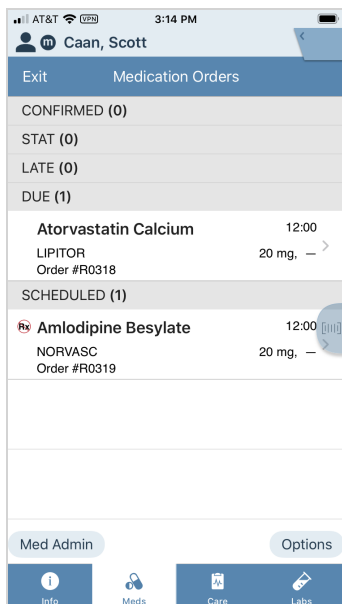 AT&T VPN 3:14 PM
m Caan, Scott
Exit Medication Orders
CONFIRMED (0)
STAT (0)
LATE (0)
DUE (1)
Atorvastatin Calcium 12:00
LIPITOR 20 mg, —
Order #R0318
SCHEDULED (1)
Rx Amlodipine Besylate 12:00
NORVASC 20 mg, —
Order #R0319
Med Admin Options
Info Meds Care Labs